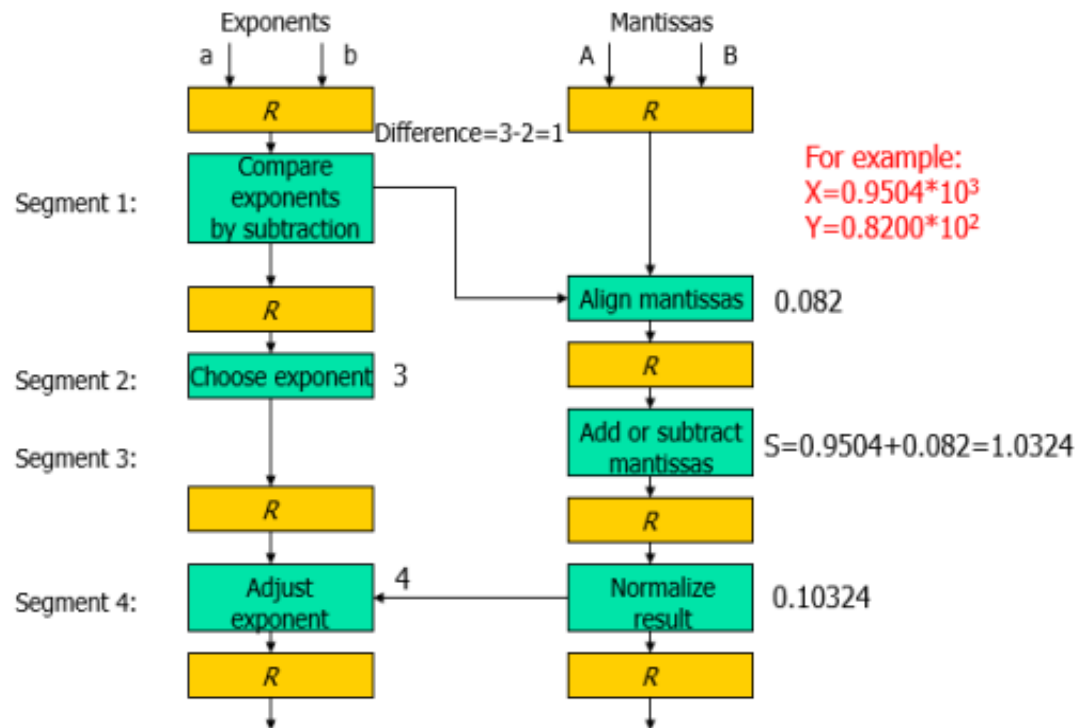 Exponents
Mantissas
a
b
A
B
R
R
Difference=3-2=1
For example:
X=0.9504*10³
Y=0.8200*10²
Segment 1:
Compare
exponents
by subtraction
R
Align mantissas
0.082
Segment 2:
Choose exponent
3
R
Segment 3:
Add or subtract
mantissas
S=0.9504+0.082=1.0324
R
R
Segment 4:
Adjust
exponent
4
Normalize
result
0.10324
R
R